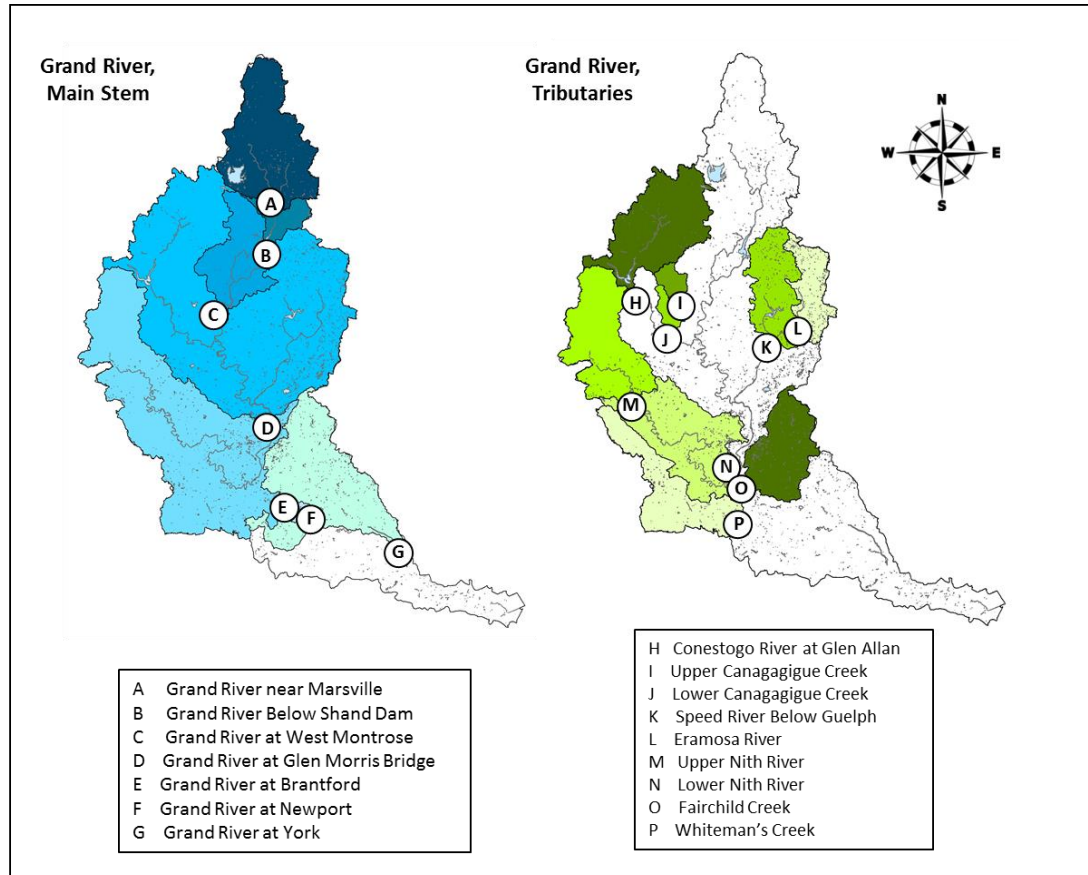 Grand River,
Main Stem
Grand River,
Tributaries
N
W
E
S
A
B
C
D
E
F
G
H
I
J
K
L
M
N
O
P
A Grand River near Marsville
B Grand River Below Shand Dam
C Grand River at West Montrose
D Grand River at Glen Morris Bridge
E Grand River at Brantford
F Grand River at Newport
G Grand River at York
H Conestogo River at Glen Allan
I Upper Canagagigue Creek
J Lower Canagagigue Creek
K Speed River Below Guelph
L Eramosa River
M Upper Nith River
N Lower Nith River
O Fairchild Creek
P Whiteman's Creek